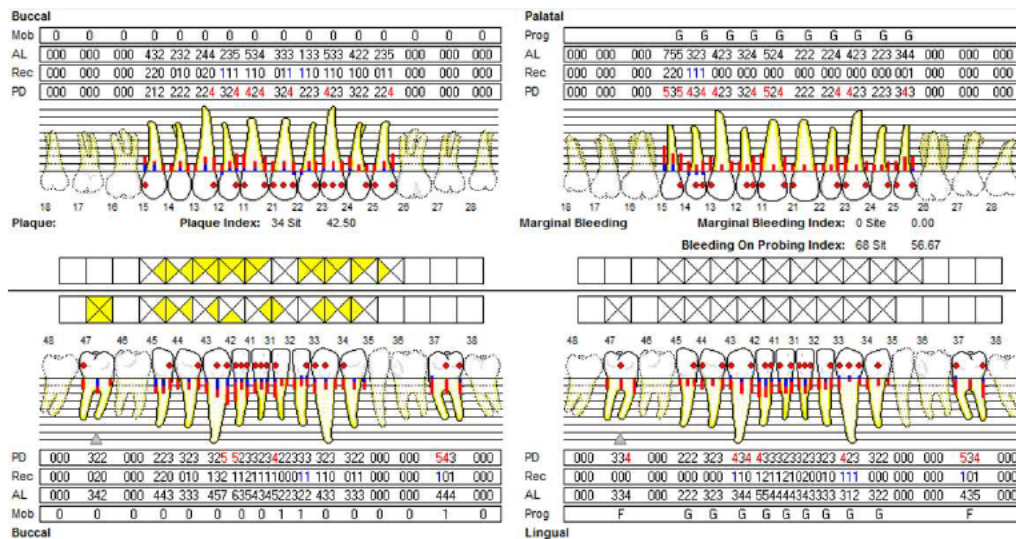 Buccal Palatal
Mob 0 0 0 0 0 0 0 0 0 0 0 0 0 0 0 0 Prog G G G G G G G G G
AL 000 000 000 432 232 244 235 534 333 133 533 422 235 000 000 000 AL 000 000 000 755 323 423 324 524 222 224 423 223 344 000 000 000
Rec 000 000 000 220 010 020 111 110 011 110 110 100 011 000 000 000 Rec 000 000 000 220 111 000 000 000 000 000 000 000 001 000 000 000
PD 000 000 000 212 222 224 324 424 324 223 423 322 224 000 000 000 PD 000 000 000 535 434 423 324 524 222 224 423 223 343 000 000 000
18 17 16 15 14 13 12 11 21 22 23 24 25 26 27 28 18 17 16 15 14 13 12 11 21 22 23 24 25 26 27 28
Plaque: Plaque Index: 34 Sit 42.50 Marginal Bleeding Marginal Bleeding Index: 0 Site 0.00
Bleeding On Probing Index: 68 Sit 56.67
48 47 46 45 44 43 42 41 31 32 33 34 35 36 37 38 48 47 46 45 44 43 42 41 31 32 33 34 35 36 37 38
PD 000 322 000 223 323 325 523323422333 323 322 000 000 543 000 PD 000 334 000 222 323 434 433332323323 423 322 000 000 534 000
Rec 000 020 000 220 010 132 112111100011 110 011 000 000 101 000 Rec 000 000 000 000 000 110 121121020010 111 000 000 000 101 000
AL 000 342 000 443 333 457 635434522322 433 333 000 000 444 000 AL 000 334 000 222 323 344 554444343333 312 322 000 000 435 000
Mob 0 0 0 0 0 0 0 0 1 1 0 0 0 0 1 0 Prog F G G G G G G G G F
Buccal Lingual